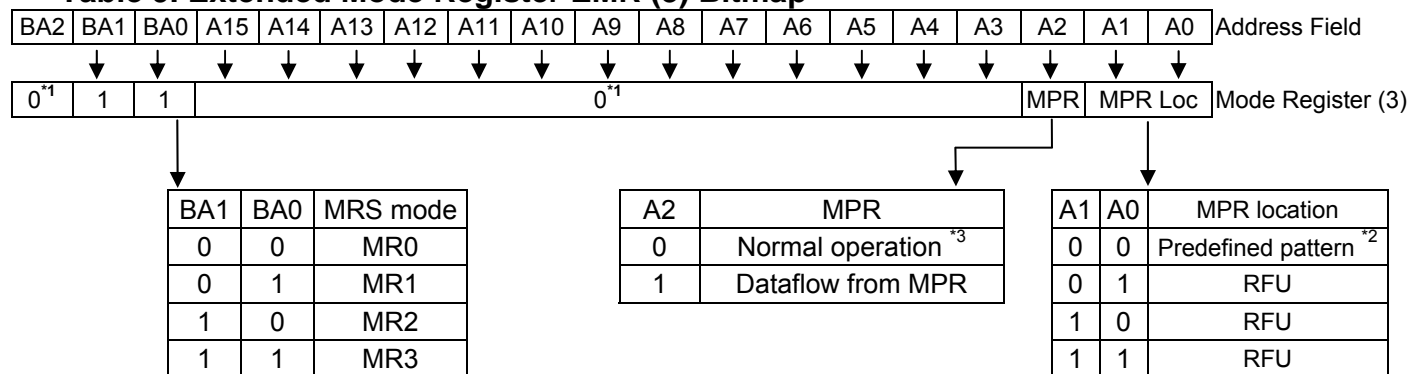 Table 5. Extended Mode Register EMR (3) Bitmap
BA2 BA1 BA0 A15 A14 A13 A12 A11 A10 A9 A8 A7 A6 A5 A4 A3 A2 A1 A0 Address Field
0*1 1 1 0*1 MPR MPR Loc Mode Register (3)
BA1 BA0 MRS mode
0 0 MR0
0 1 MR1
1 0 MR2
1 1 MR3
A2 MPR
0 Normal operation *3
1 Dataflow from MPR
A1 A0 MPR location
0 0 Predefined pattern *2
0 1 RFU
1 0 RFU
1 1 RFU